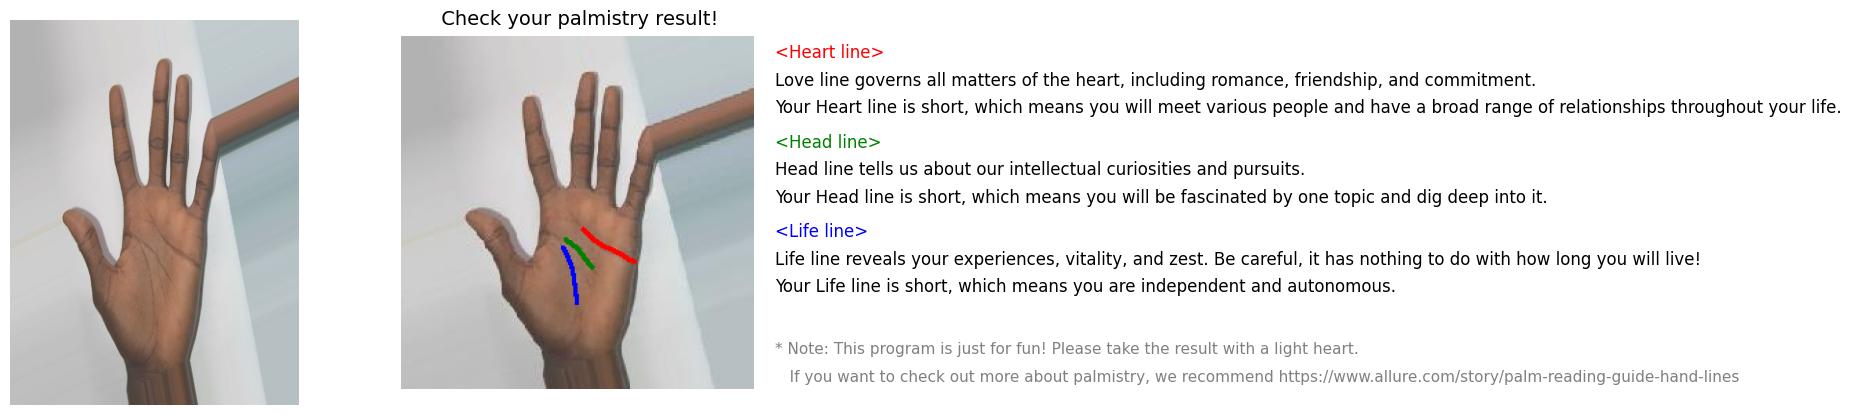 Check your palmistry result!
<Heart line>
Love line governs all matters of the heart, including romance, friendship, and commitment.
Your Heart line is short, which means you will meet various people and have a broad range of relationships throughout your life.
<Head line>
Head line tells us about our intellectual curiosities and pursuits.
Your Head line is short, which means you will be fascinated by one topic and dig deep into it.
<Life line>
Life line reveals your experiences, vitality, and zest. Be careful, it has nothing to do with how long you will live!
Your Life line is short, which means you are independent and autonomous.
* Note: This program is just for fun! Please take the result with a light heart.
If you want to check out more about palmistry, we recommend https://www.allure.com/story/palm-reading-guide-hand-lines